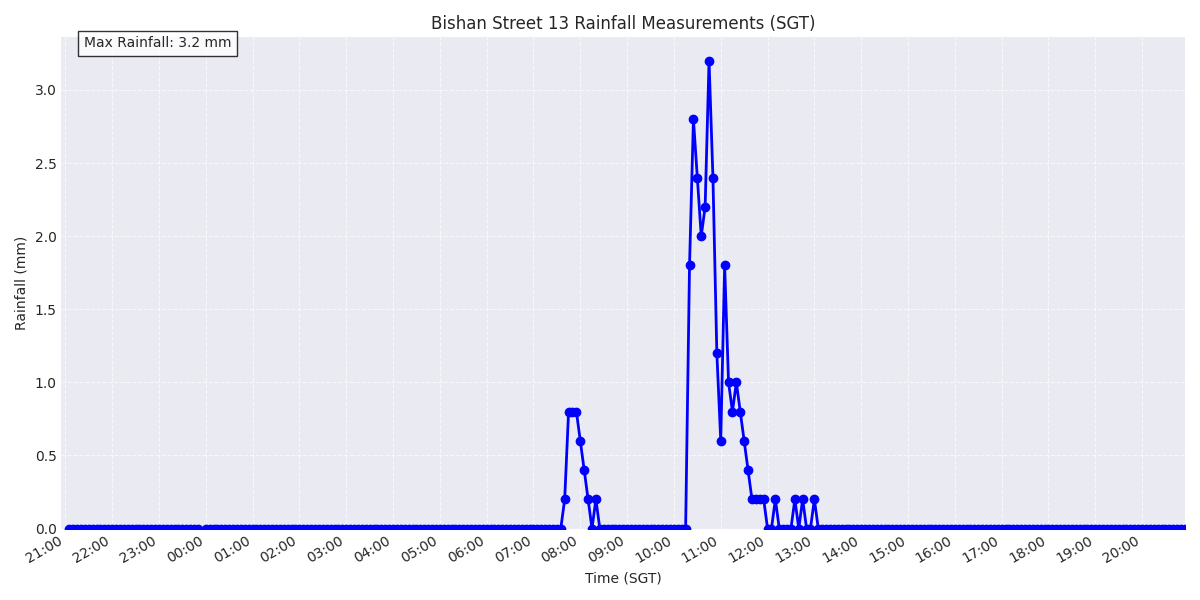 Bishan Street 13 Rainfall Measurements (SGT)
Max Rainfall: 3.2 mm
Rainfall (mm)
3.0
2.5
2.0
1.5
1.0
0.5
0.0
21:00 22:00 23:00 00:00 01:00 02:00 03:00 04:00 05:00 06:00 07:00 08:00 09:00 10:00 11:00 12:00 13:00 14:00 15:00 16:00 17:00 18:00 19:00 20:00
Time (SGT)